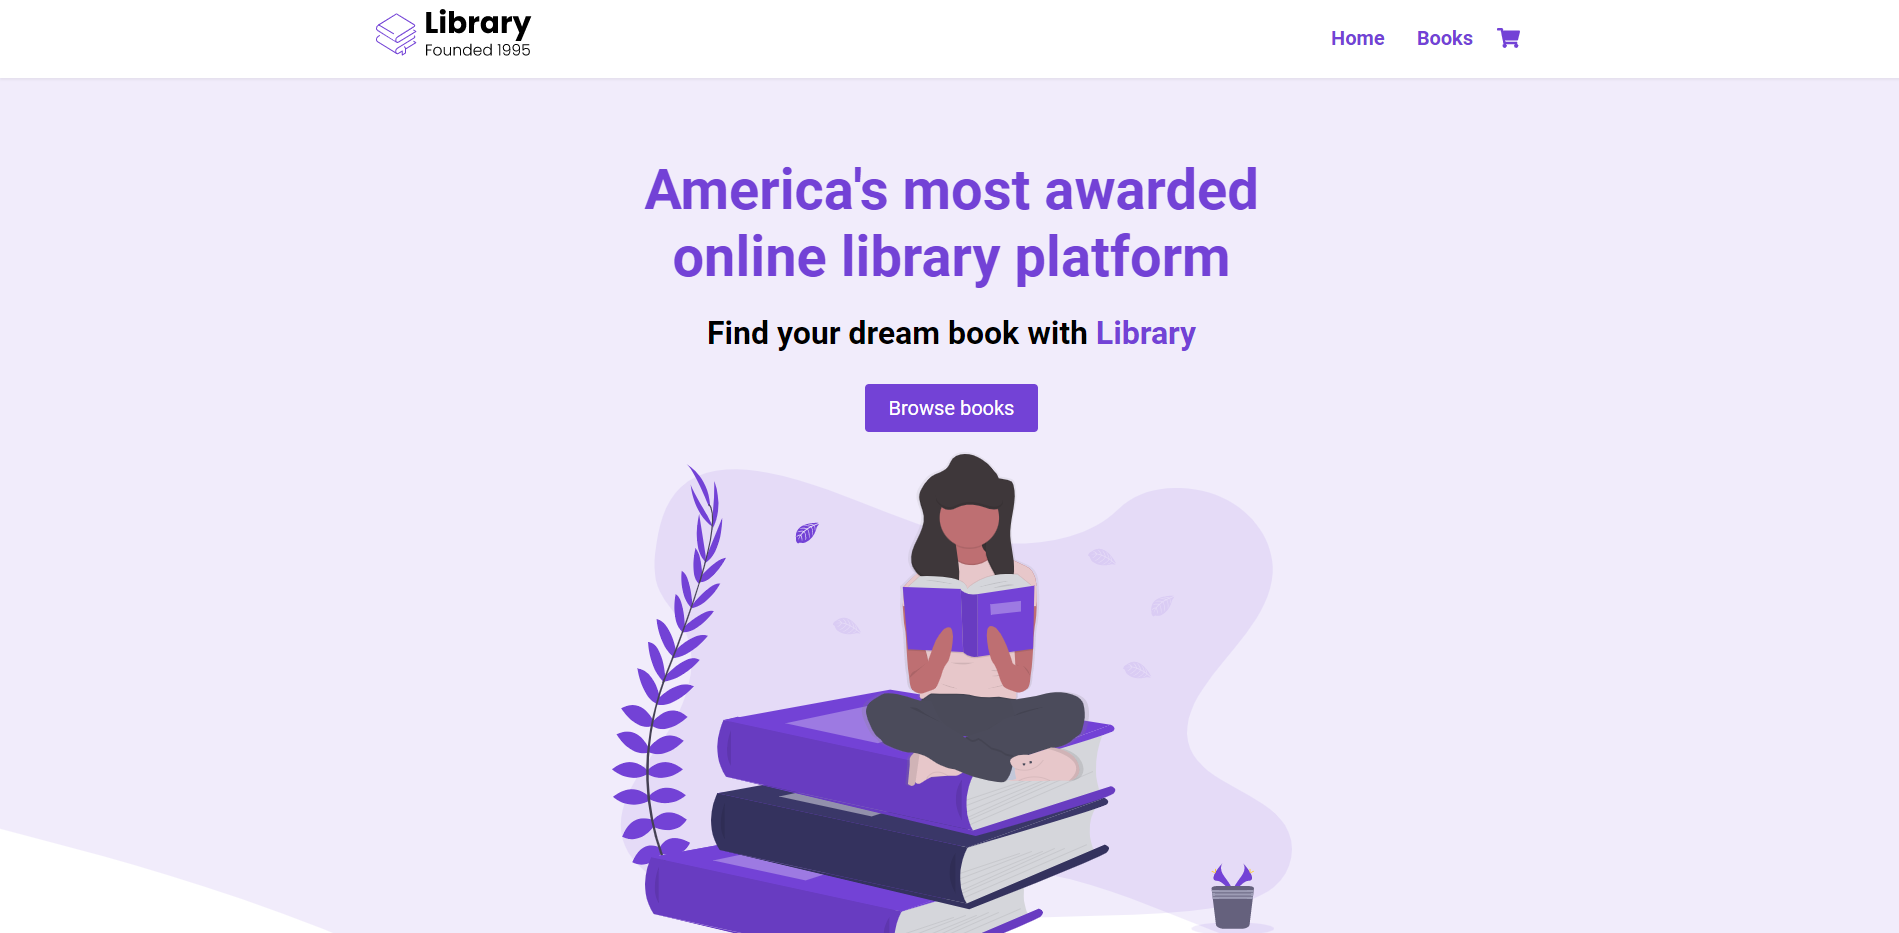 Library
Founded 1995
Home
Books
America's most awarded
online library platform
Find your dream book with Library
Browse books